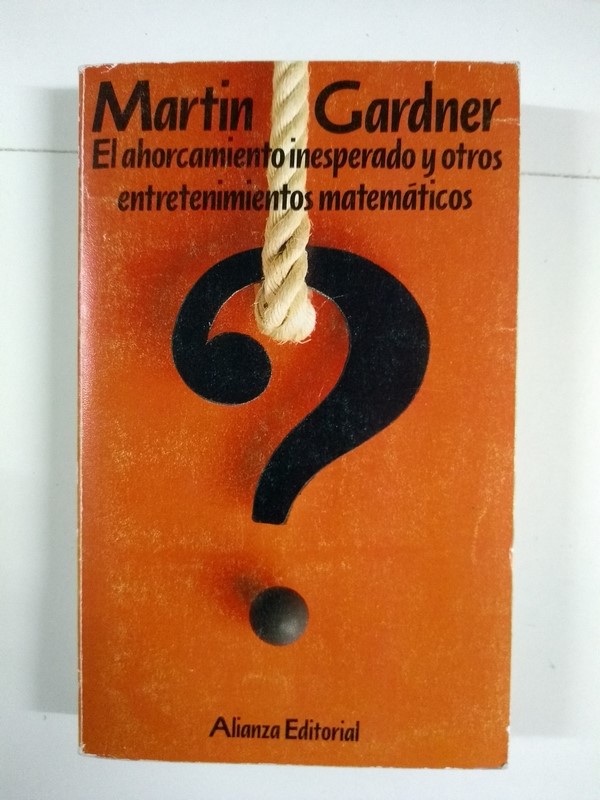 Martin Gardner
El ahorcamiento inesperado y otros
entretenimientos matemáticos
Alianza Editorial